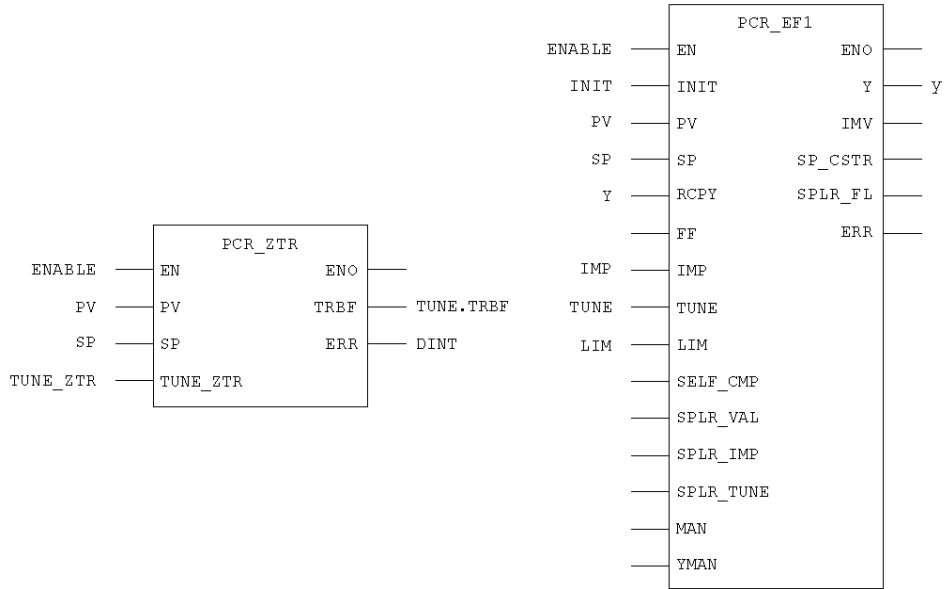 PCR_ZTR
ENABLE EN ENO
PV PV TRBF TUNE.TRBF
SP SP ERR DINT
TUNE_ZTR TUNE_ZTR
PCR_EF1
ENABLE EN ENO
INIT INIT Y y
PV PV IMV
SP SP SP_CSTR
Y RCPY SPLR_FL
FF ERR
IMP IMP
TUNE TUNE
LIM LIM
SELF_CMP
SPLR_VAL
SPLR_IMP
SPLR_TUNE
MAN
YMAN